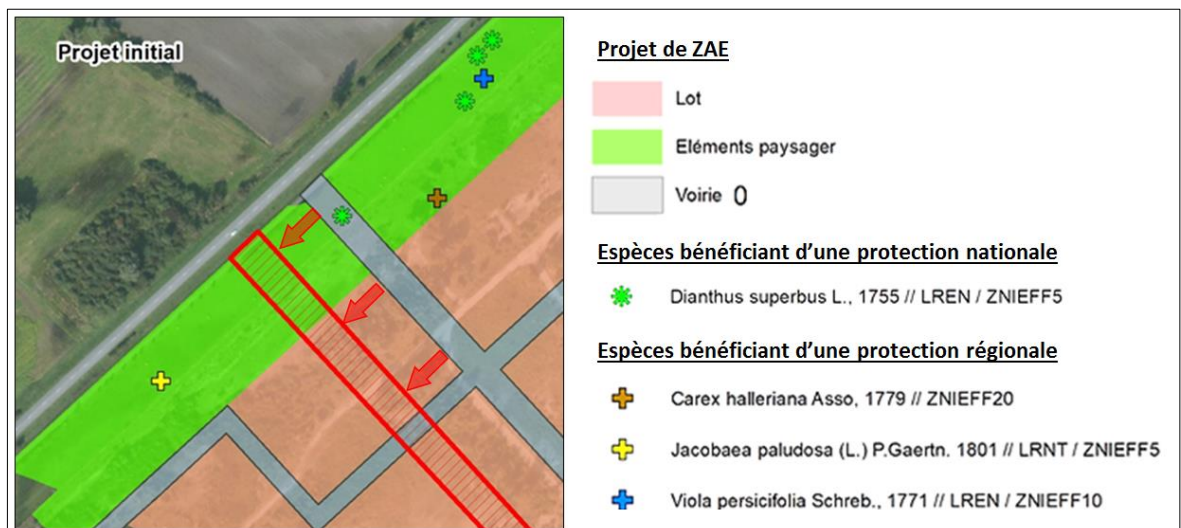 Projet initial
Projet de ZAE
Lot
Eléments paysager
Voirie 0
Espèces bénéficiant d'une protection nationale
Dianthus superbus L., 1755 // LREN / ZNIEFF5
Espèces bénéficiant d'une protection régionale
Carex halleriana Asso, 1779 // ZNIEFF20
Jacobaea paludosa (L.) P.Gaertn. 1801 // LRNT / ZNIEFF5
Viola persicifolia Schreb., 1771 // LREN / ZNIEFF10